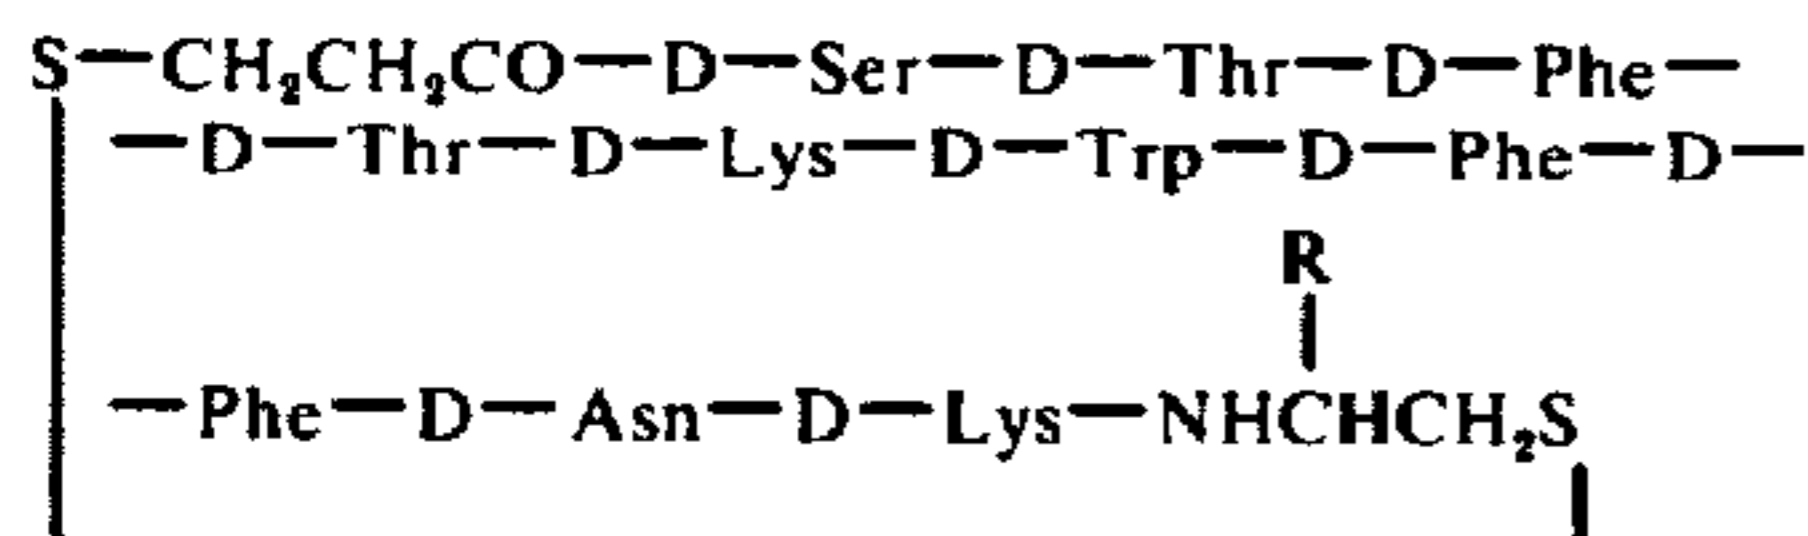 S—CH₂CH₂CO—D—Ser—D—Thr—D—Phe—
—D—Thr—D—Lys—D—Trp—D—Phe—D—
R
—Phe—D—Asn—D—Lys—NHCHCH₂S